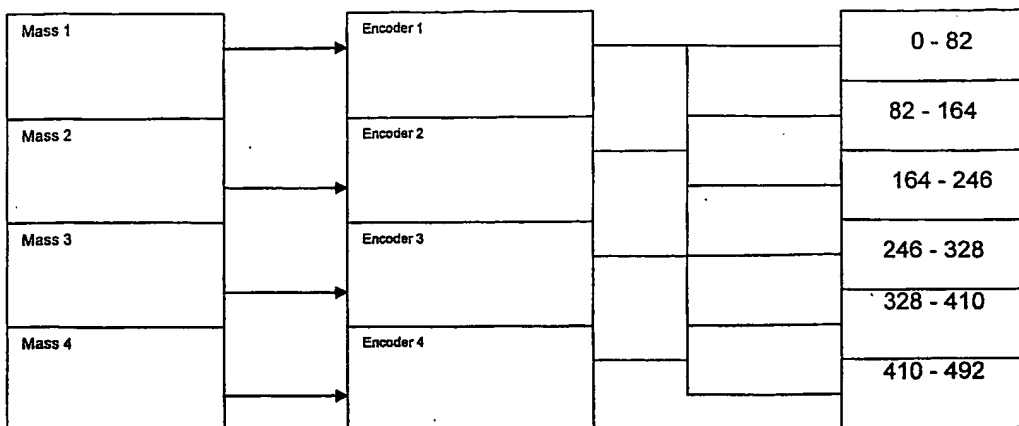 Mass 1
Mass 2
Mass 3
Mass 4
Encoder 1
Encoder 2
Encoder 3
Encoder 4
0 - 82
82 - 164
164 - 246
246 - 328
328 - 410
410 - 492